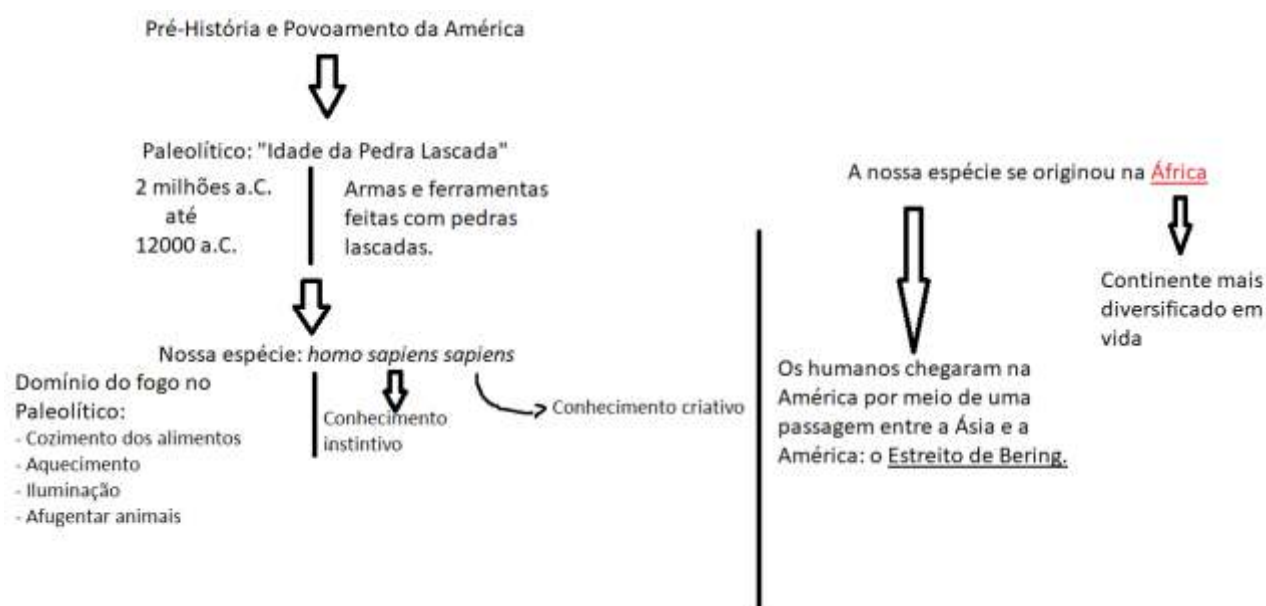 Pré-História e Povoamento da América
Paleolítico: "Idade da Pedra Lascada"
2 milhões a.C.
até
12000 a.C.
Armas e ferramentas
feitas com pedras
lascadas.
Nossa espécie: homo sapiens sapiens
Domínio do fogo no
Paleolítico:
- Cozimento dos alimentos
- Aquecimento
- Iluminação
- Afugentar animais
Conhecimento
instintivo
Conhecimento criativo
A nossa espécie se originou na África
Continente mais
diversificado em
vida
Os humanos chegaram na
América por meio de uma
passagem entre a Ásia e a
América: o Estreito de Bering.